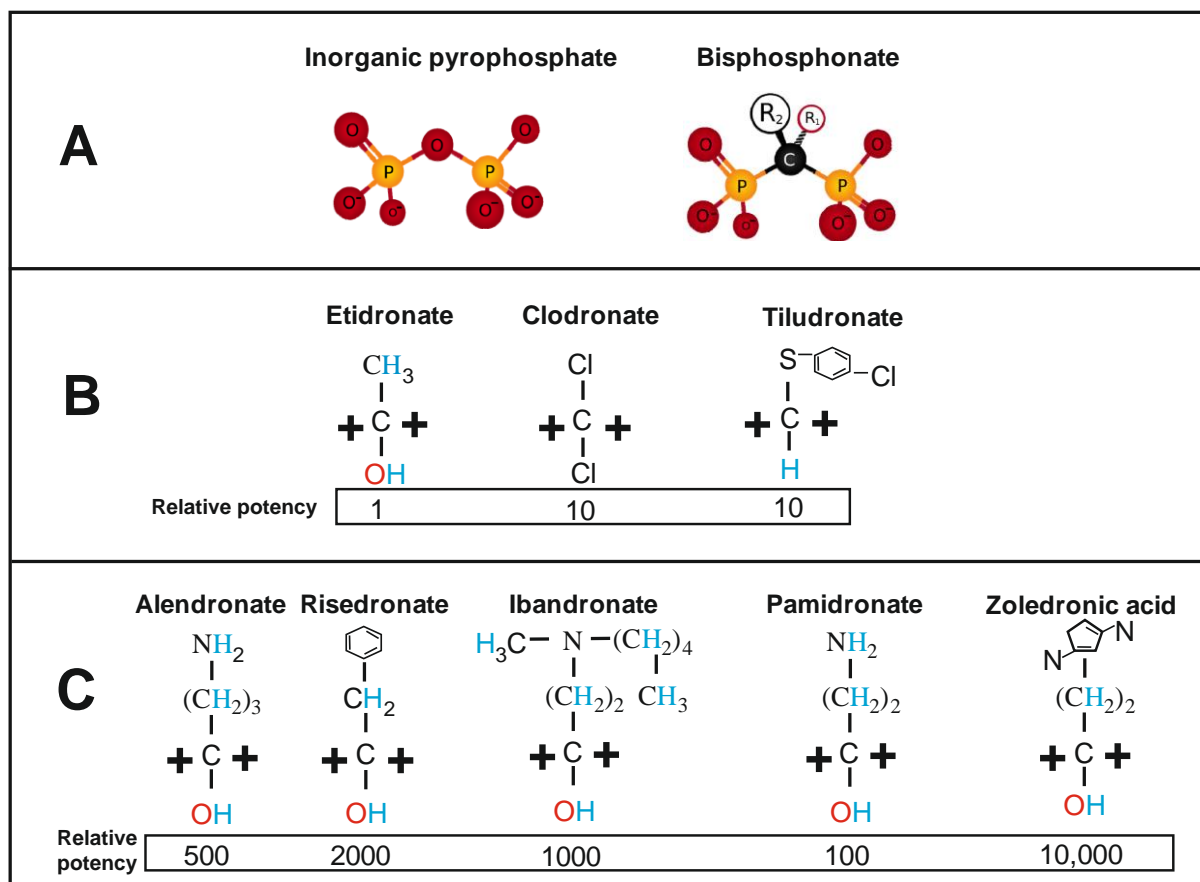 A
Inorganic pyrophosphate Bisphosphonate
O O O P P O⁻ O⁻ O⁻ O⁻
R₂ R₁ O C O P P O⁻ O⁻ O⁻ O⁻
B
Etidronate Clodronate Tiludronate
CH₃ Cl S Cl
+ C + + C + + C +
OH Cl H
Relative potency 1 10 10
C
Alendronate Risedronate Ibandronate Pamidronate Zoledronic acid
NH₂ H₃C N (CH₂)₄ NH₂ N N
(CH₂)₃ CH₂ (CH₂)₂ CH₃ (CH₂)₂ (CH₂)₂
+ C + + C + + C + + C + + C +
OH OH OH OH OH
Relative
potency 500 2000 1000 100 10,000